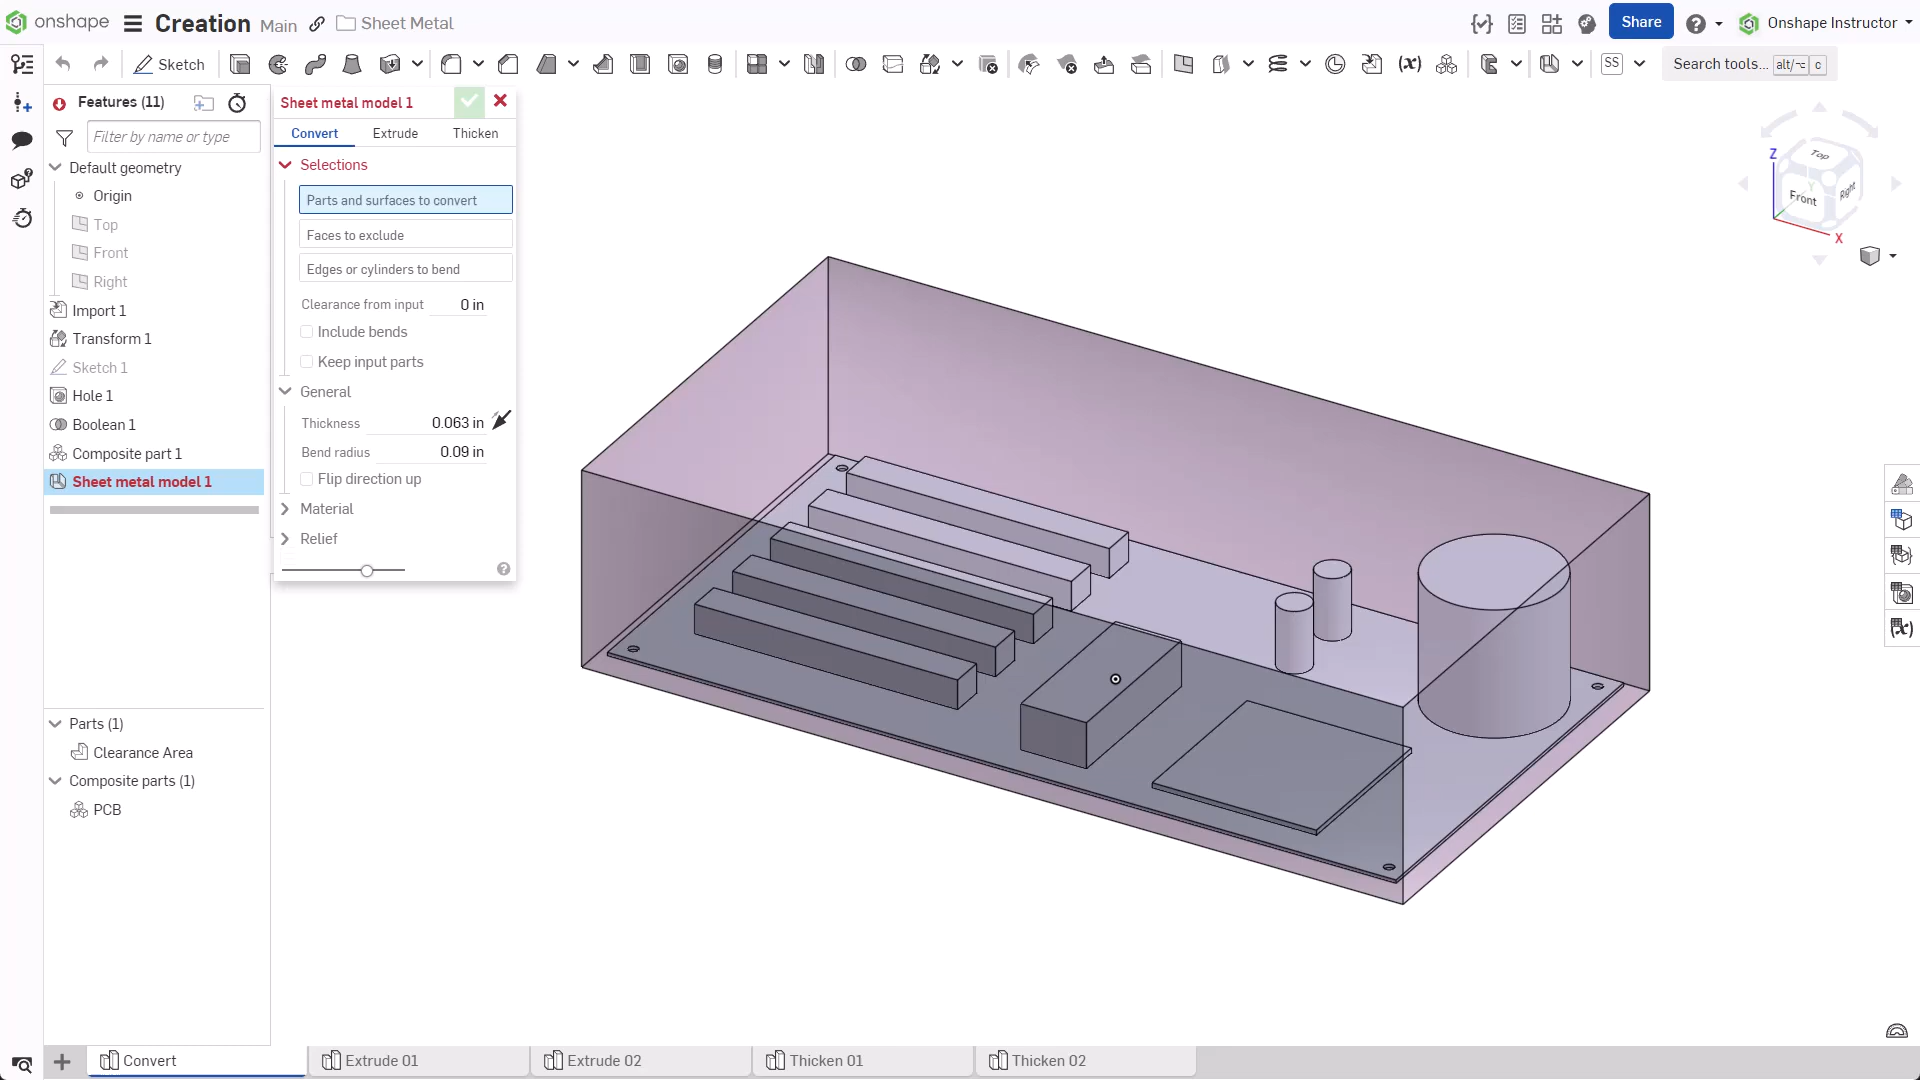 onshape
Creation
Main
Sheet Metal
Share
Onshape Instructor
Sketch
SS
Search tools...
alt/⌥
c
Features (11)
Filter by name or type
Default geometry
Origin
Top
Front
Right
Import 1
Transform 1
Sketch 1
Hole 1
Boolean 1
Composite part 1
Sheet metal model 1
Parts (1)
Clearance Area
Composite parts (1)
PCB
Sheet metal model 1
Convert
Extrude
Thicken
Selections
Parts and surfaces to convert
Faces to exclude
Edges or cylinders to bend
Clearance from input 0 in
Include bends
Keep input parts
General
Thickness 0.063 in
Bend radius 0.09 in
Flip direction up
Material
Relief
Z
Top
Y
Front
Right
X
Convert
Extrude 01
Extrude 02
Thicken 01
Thicken 02